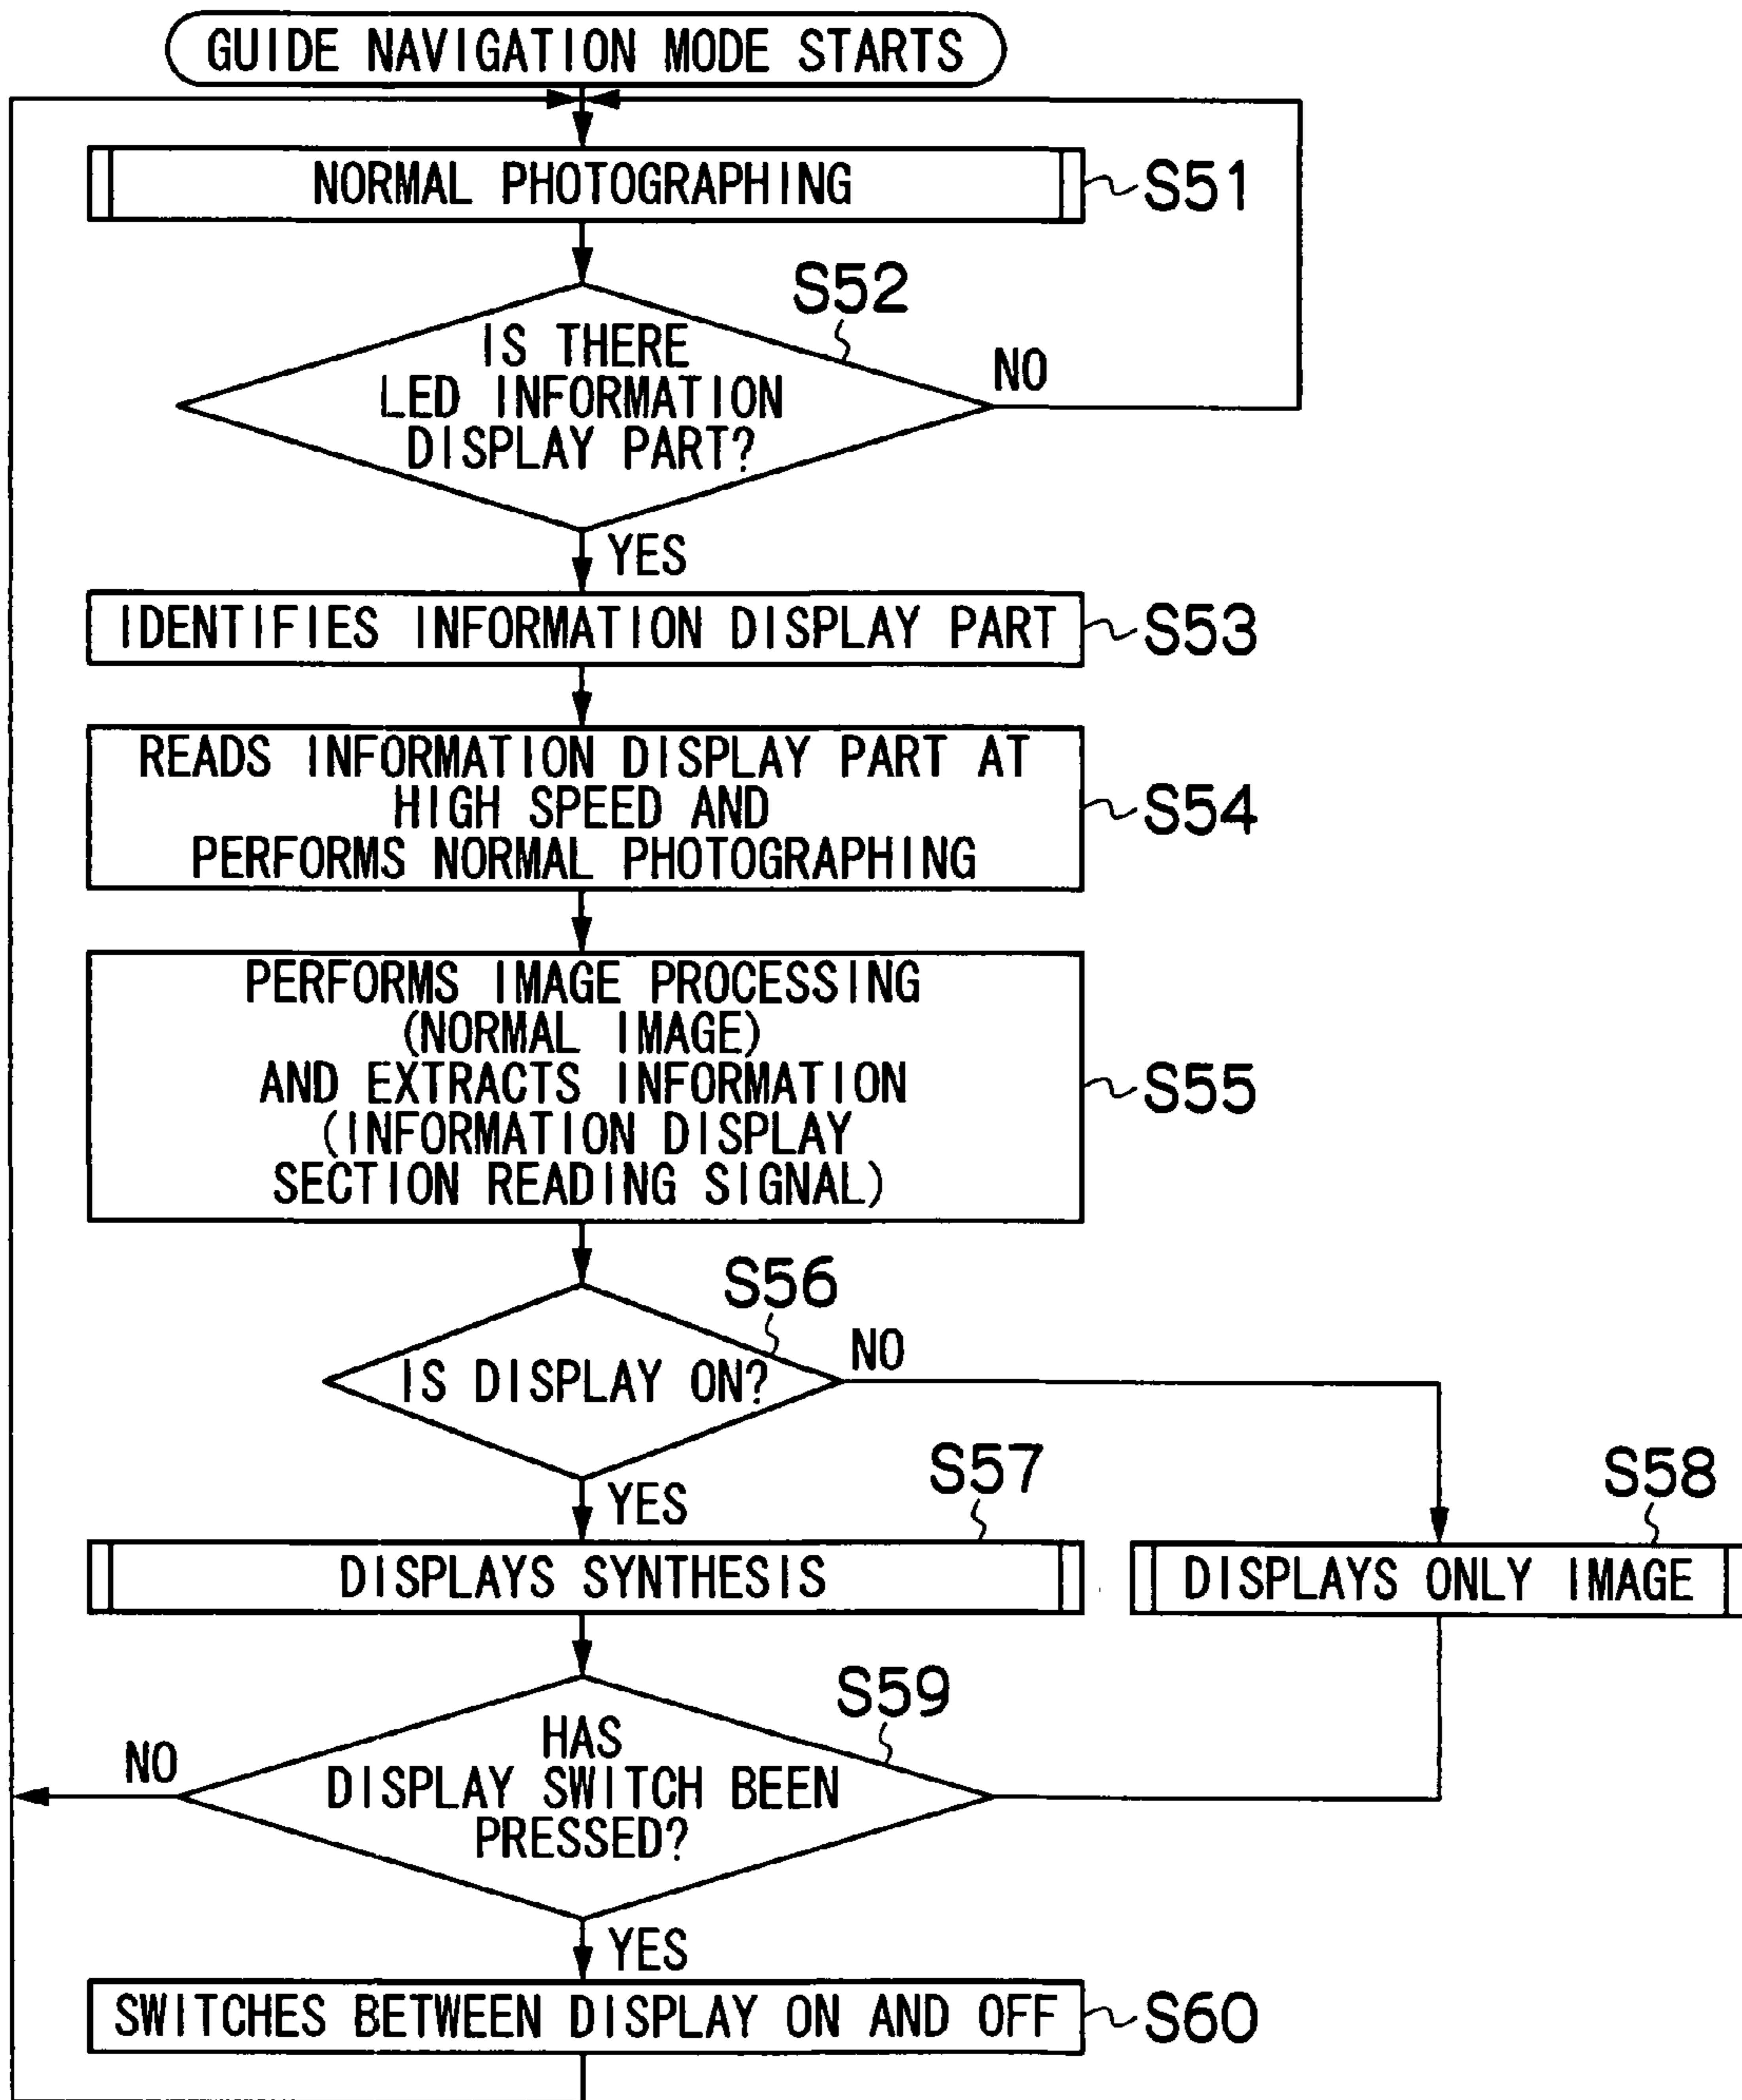 GUIDE NAVIGATION MODE STARTS
NORMAL PHOTOGRAPHING
S51
S52
IS THERE
LED INFORMATION
DISPLAY PART?
NO
YES
IDENTIFIES INFORMATION DISPLAY PART
S53
READS INFORMATION DISPLAY PART AT
HIGH SPEED AND
PERFORMS NORMAL PHOTOGRAPHING
S54
PERFORMS IMAGE PROCESSING
(NORMAL IMAGE)
AND EXTRACTS INFORMATION
(INFORMATION DISPLAY
SECTION READING SIGNAL)
S55
S56
IS DISPLAY ON?
NO
YES
S57
DISPLAYS SYNTHESIS
S58
DISPLAYS ONLY IMAGE
S59
HAS
DISPLAY SWITCH BEEN
PRESSED?
NO
YES
SWITCHES BETWEEN DISPLAY ON AND OFF
S60